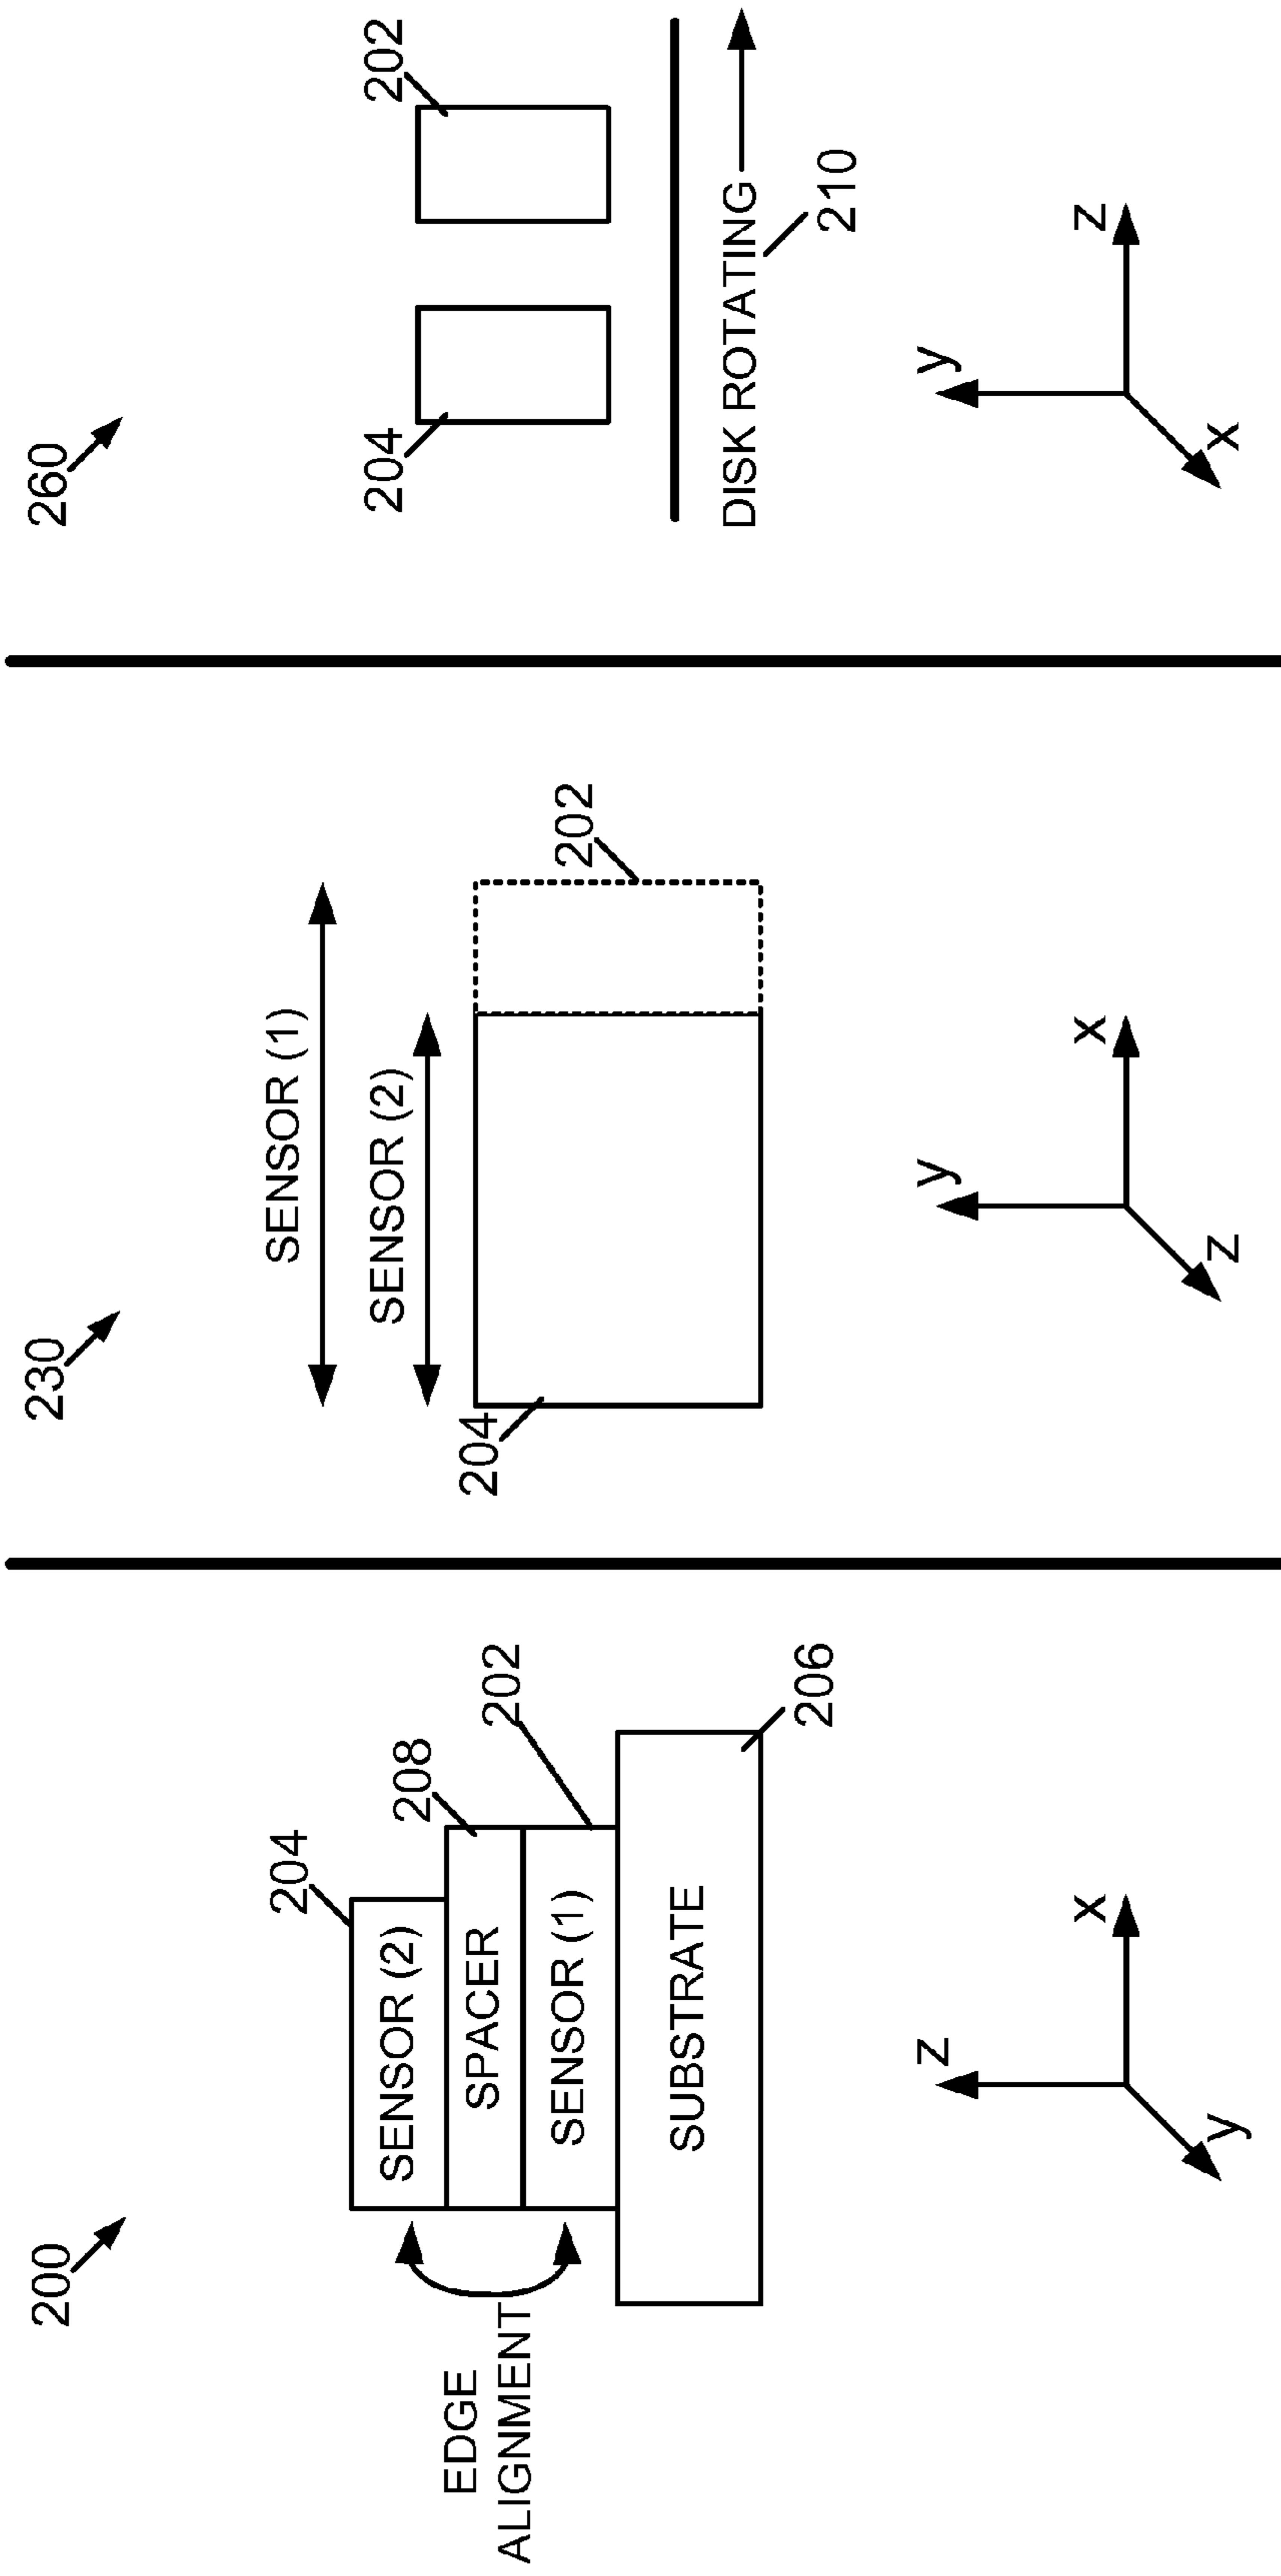 200
204
SENSOR (2)
208
SPACER
202
SENSOR (1)
EDGE
ALIGNMENT
SUBSTRATE
206
z
x
y
230
SENSOR (1)
SENSOR (2)
204
202
y
x
z
260
204
202
DISK ROTATING
210
y
z
x